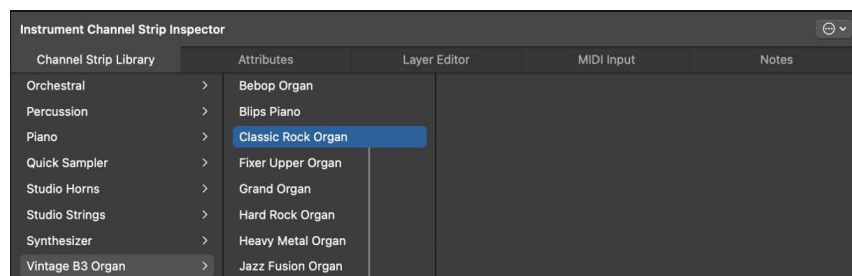 Instrument Channel Strip Inspector
Channel Strip Library Attributes Layer Editor MIDI Input Notes
Orchestral
Percussion
Piano
Quick Sampler
Studio Horns
Studio Strings
Synthesizer
Vintage B3 Organ
Bebop Organ
Blips Piano
Classic Rock Organ
Fixer Upper Organ
Grand Organ
Hard Rock Organ
Heavy Metal Organ
Jazz Fusion Organ